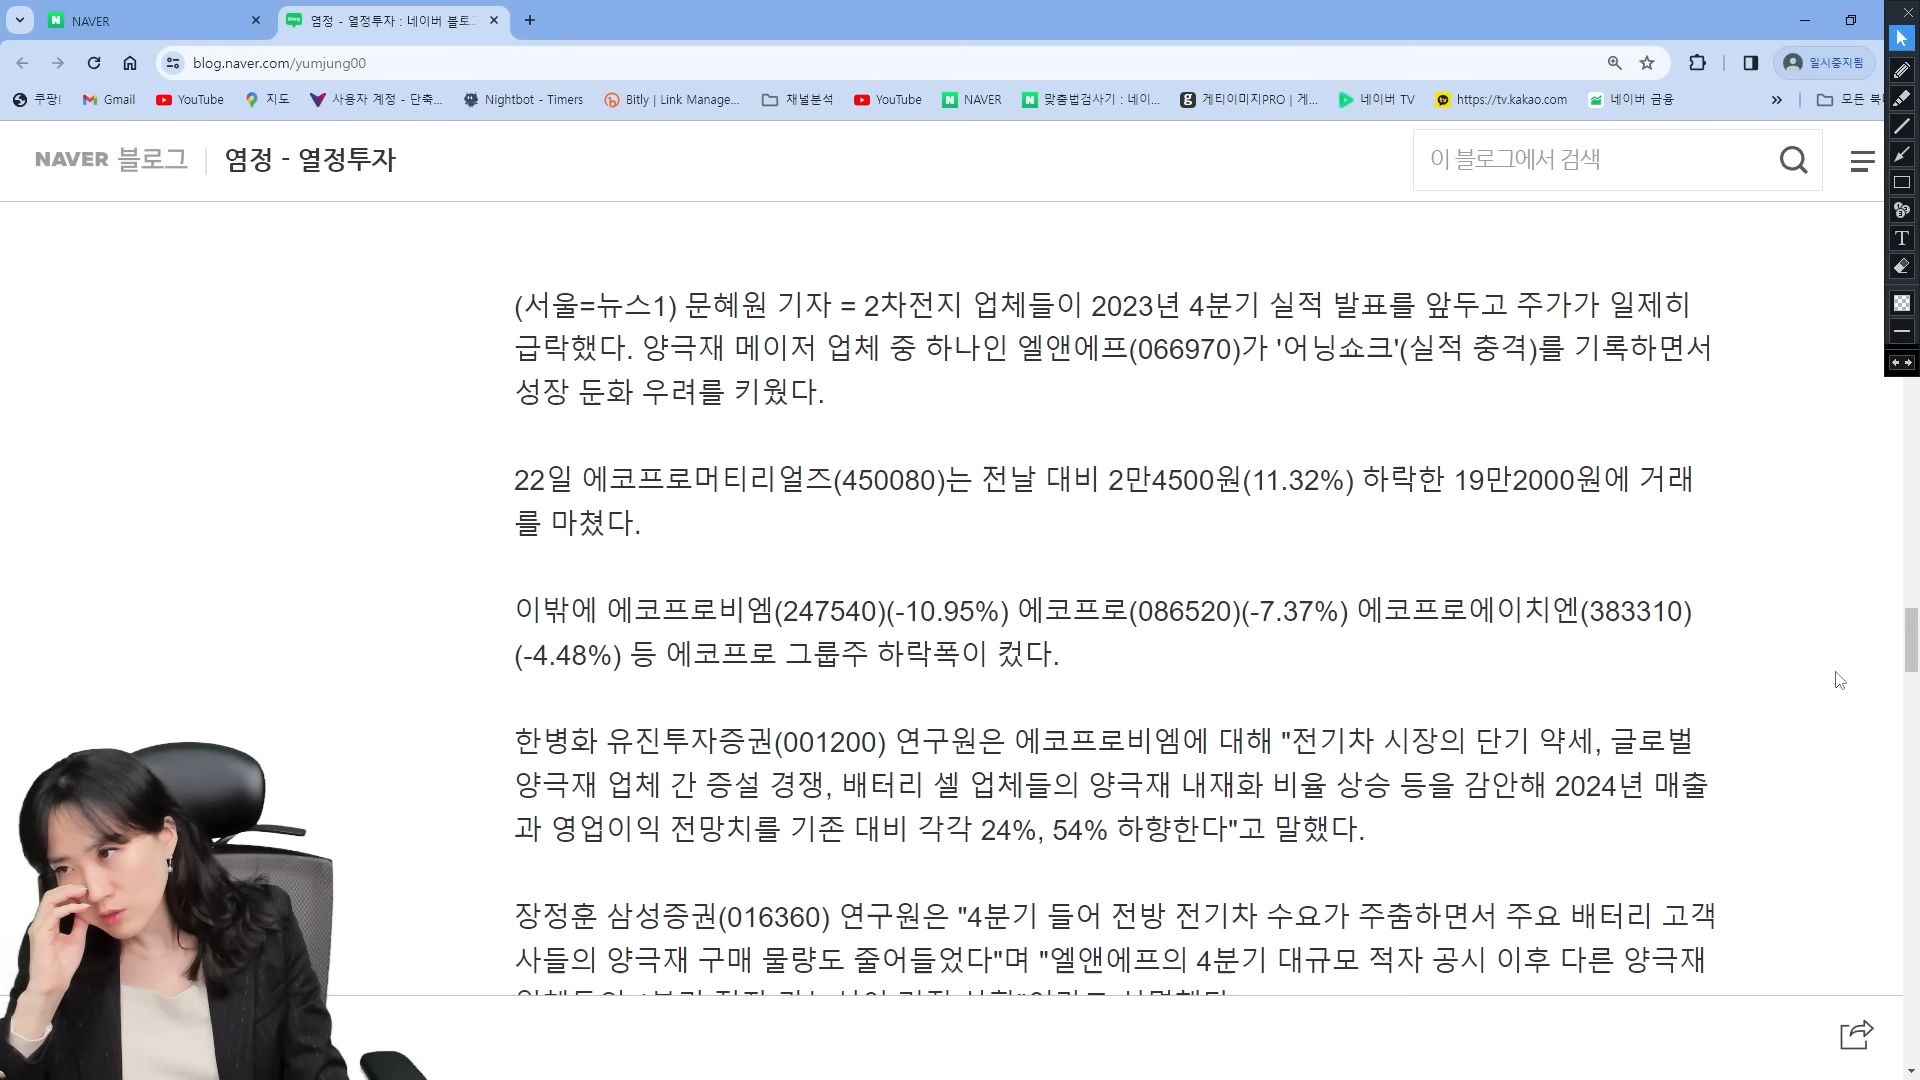 NAVER
염정 - 열정투자 : 네이버 블로그
blog.naver.com/yumjung00
일시중지됨
쿠팡!
Gmail
YouTube
지도
사용자 계정 - 단축...
Nightbot - Timers
Bitly | Link Manage...
채널분석
YouTube
NAVER
맞춤법검사기 : 네이...
게티이미지PRO | 게...
네이버 TV
https://tv.kakao.com
네이버 금융
모든 북
NAVER 블로그
염정 - 열정투자
이 블로그에서 검색
(서울=뉴스1) 문혜원 기자 = 2차전지 업체들이 2023년 4분기 실적 발표를 앞두고 주가가 일제히
급락했다. 양극재 메이저 업체 중 하나인 엘앤에프(066970)가 '어닝쇼크'(실적 충격)를 기록하면서
성장 둔화 우려를 키웠다.
22일 에코프로머티리얼즈(450080)는 전날 대비 2만4500원(11.32%) 하락한 19만2000원에 거래
를 마쳤다.
이밖에 에코프로비엠(247540)(-10.95%) 에코프로(086520)(-7.37%) 에코프로에이치엔(383310)
(-4.48%) 등 에코프로 그룹주 하락폭이 컸다.
한병화 유진투자증권(001200) 연구원은 에코프로비엠에 대해 "전기차 시장의 단기 약세, 글로벌
양극재 업체 간 증설 경쟁, 배터리 셀 업체들의 양극재 내재화 비율 상승 등을 감안해 2024년 매출
과 영업이익 전망치를 기존 대비 각각 24%, 54% 하향한다"고 말했다.
장정훈 삼성증권(016360) 연구원은 "4분기 들어 전방 전기차 수요가 주춤하면서 주요 배터리 고객
사들의 양극재 구매 물량도 줄어들었다"며 "엘앤에프의 4분기 대규모 적자 공시 이후 다른 양극재